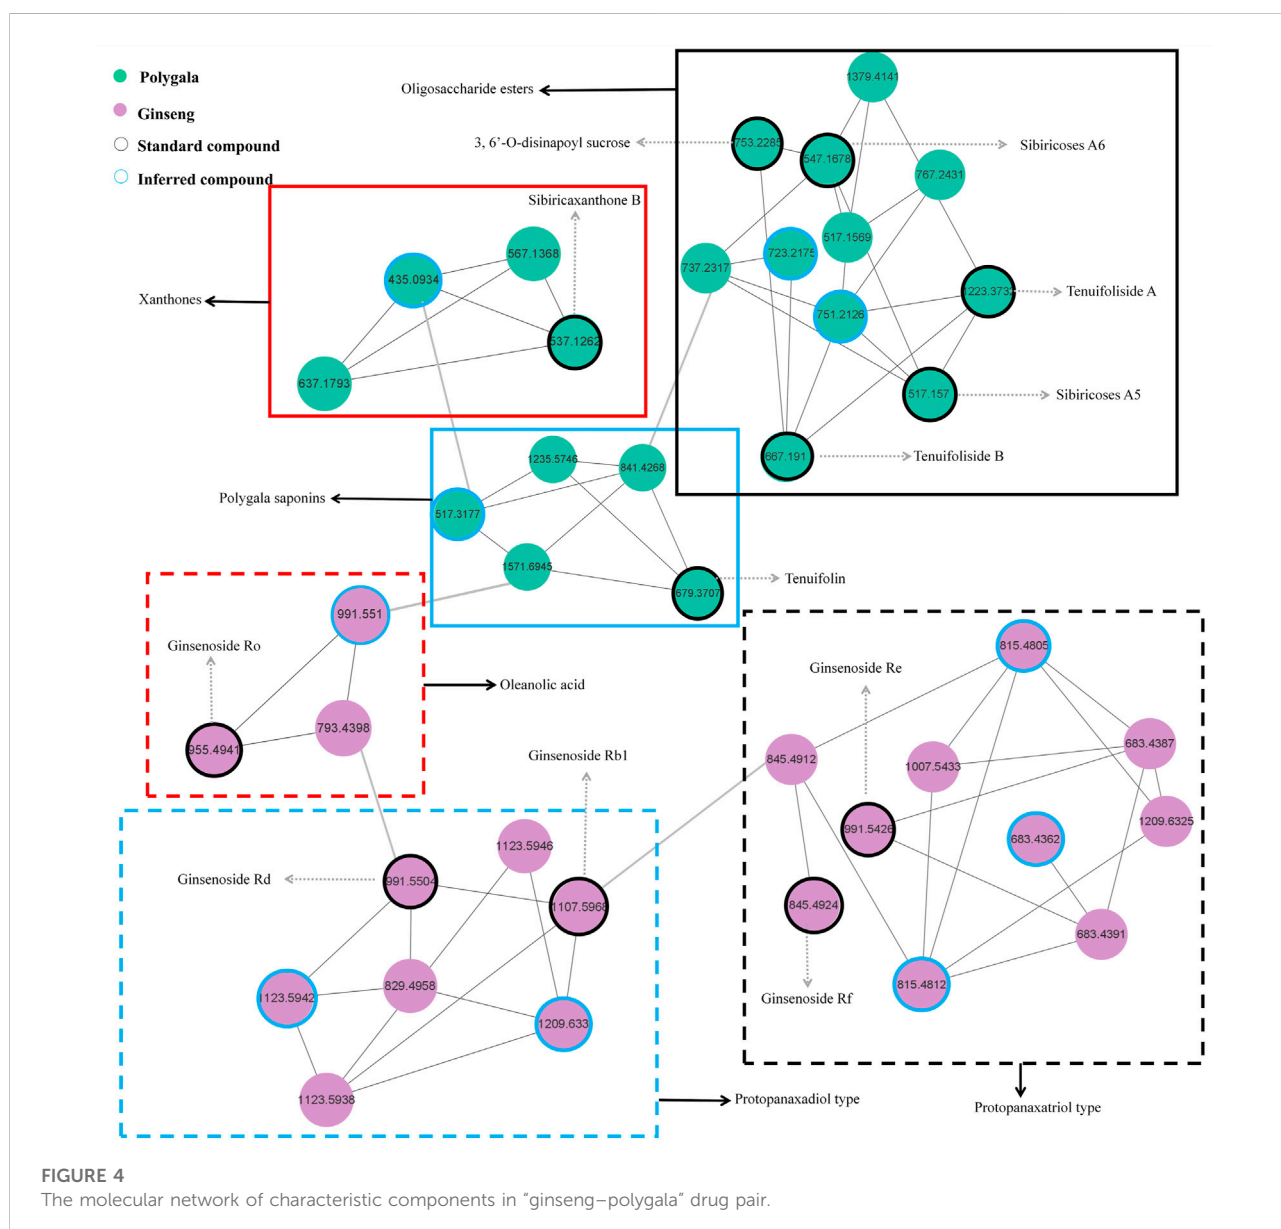 Polygala
Ginseng
Standard compound
Inferred compound
Oligosaccharide esters
3, 6'-O-disinapoyl sucrose
1379.4141
753.2285
547.1678
Sibiricoses A6
767.2431
517.1569
723.2175
737.2317
1223.373
Tenuifoliside A
751.2126
517.157
Sibiricoses A5
667.191
Tenuifoliside B
Sibiricaxanthone B
567.1368
435.0934
Xanthones
537.1262
637.1793
1235.5746
841.4268
Polygala saponins
517.3177
1571.6945
679.3707
Tenuifolin
991.551
Ginsenoside Ro
Oleanolic acid
793.4398
955.4941
Ginsenoside Rb1
1123.5946
Ginsenoside Rd
991.5504
1107.5968
829.4958
1123.5942
1209.633
1123.5938
Protopanaxadiol type
815.4805
Ginsenoside Re
683.4387
845.4912
1007.5433
1209.6325
991.5426
683.4362
845.4924
683.4391
815.4812
Ginsenoside Rf
Protopanaxatriol type
FIGURE 4
The molecular network of characteristic components in "ginseng–polygala" drug pair.